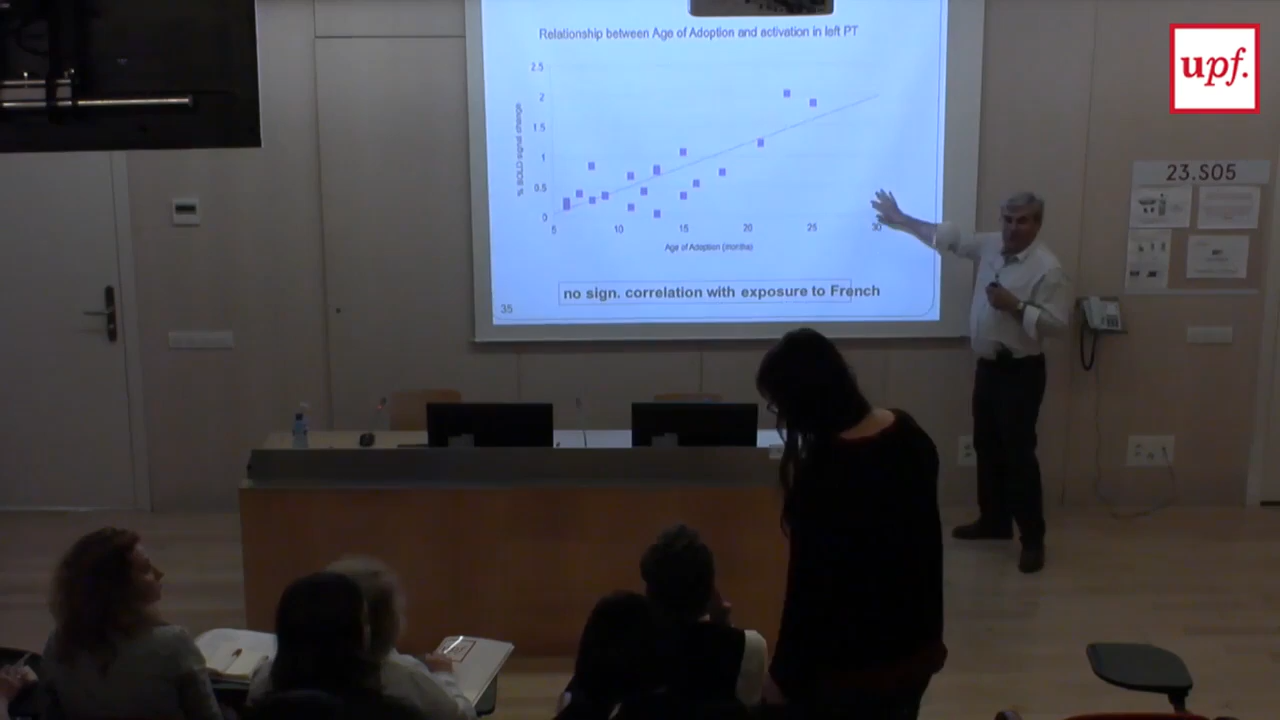 Relationship between Age of Adoption and activation in left PT
upf.
2.5
2
1.5
1
0.5
0
% BOLD signal change
5
10
15
20
25
30
Age of Adoption (months)
no sign. correlation with exposure to French
35
23.S05